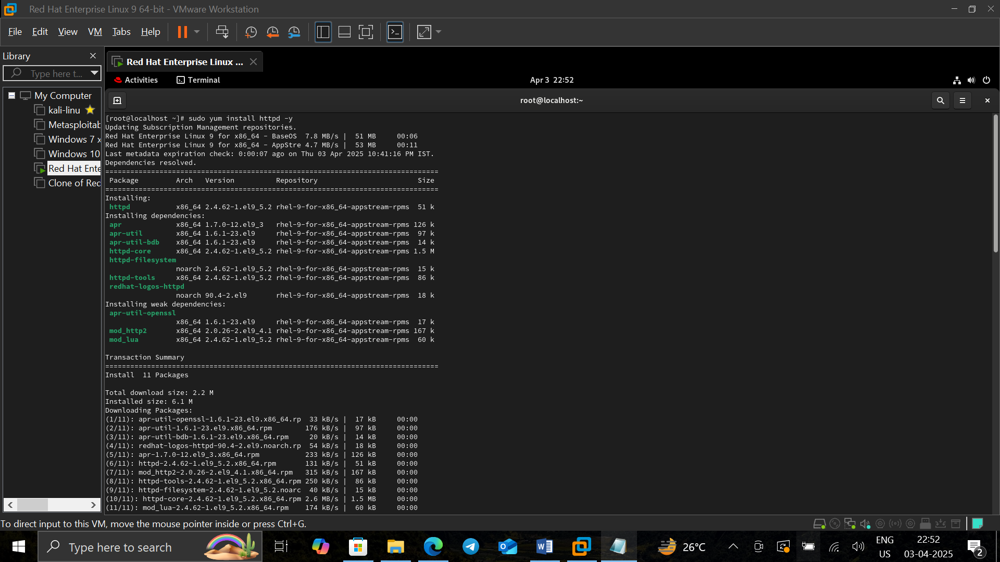 Red Hat Enterprise Linux 9 64-bit - VMware Workstation
File Edit View VM Tabs Help
Library
Type here t...
My Computer
kali-linu
Metasploitab
Windows 7 x
Windows 10
Red Hat Ente
Clone of Rec
Red Hat Enterprise Linux ...
Activities Terminal Apr 3 22:52
root@localhost:~
[root@localhost ~]# sudo yum install httpd -y
Updating Subscription Management repositories.
Red Hat Enterprise Linux 9 for x86_64 - BaseOS  7.8 MB/s |  51 MB     00:06
Red Hat Enterprise Linux 9 for x86_64 - AppStre 4.7 MB/s |  53 MB     00:11
Last metadata expiration check: 0:00:07 ago on Thu 03 Apr 2025 10:41:16 PM IST.
Dependencies resolved.
================================================================================
 Package         Arch   Version          Repository                        Size
================================================================================
Installing:
 httpd           x86_64 2.4.62-1.el9_5.2 rhel-9-for-x86_64-appstream-rpms  51 k
Installing dependencies:
 apr             x86_64 1.7.0-12.el9_3   rhel-9-for-x86_64-appstream-rpms 126 k
 apr-util        x86_64 1.6.1-23.el9     rhel-9-for-x86_64-appstream-rpms  97 k
 apr-util-bdb    x86_64 1.6.1-23.el9     rhel-9-for-x86_64-appstream-rpms  14 k
 httpd-core      x86_64 2.4.62-1.el9_5.2 rhel-9-for-x86_64-appstream-rpms 1.5 M
 httpd-filesystem
                 noarch 2.4.62-1.el9_5.2 rhel-9-for-x86_64-appstream-rpms  15 k
 httpd-tools     x86_64 2.4.62-1.el9_5.2 rhel-9-for-x86_64-appstream-rpms  86 k
 redhat-logos-httpd
                 noarch 90.4-2.el9       rhel-9-for-x86_64-appstream-rpms  18 k
Installing weak dependencies:
 apr-util-openssl
                 x86_64 1.6.1-23.el9     rhel-9-for-x86_64-appstream-rpms  17 k
 mod_http2       x86_64 2.0.26-2.el9_4.1 rhel-9-for-x86_64-appstream-rpms 167 k
 mod_lua         x86_64 2.4.62-1.el9_5.2 rhel-9-for-x86_64-appstream-rpms  60 k
Transaction Summary
================================================================================
Install  11 Packages
Total download size: 2.2 M
Installed size: 6.1 M
Downloading Packages:
(1/11): apr-util-openssl-1.6.1-23.el9.x86_64.rp  33 kB/s |  17 kB     00:00
(2/11): apr-util-1.6.1-23.el9.x86_64.rpm        176 kB/s |  97 kB     00:00
(3/11): apr-util-bdb-1.6.1-23.el9.x86_64.rpm     20 kB/s |  14 kB     00:00
(4/11): redhat-logos-httpd-90.4-2.el9.noarch.rp  54 kB/s |  18 kB     00:00
(5/11): apr-1.7.0-12.el9_3.x86_64.rpm           233 kB/s | 126 kB     00:00
(6/11): httpd-2.4.62-1.el9_5.2.x86_64.rpm       131 kB/s |  51 kB     00:00
(7/11): mod_http2-2.0.26-2.el9_4.1.x86_64.rpm   315 kB/s | 167 kB     00:00
(8/11): httpd-tools-2.4.62-1.el9_5.2.x86_64.rpm 250 kB/s |  86 kB     00:00
(9/11): httpd-filesystem-2.4.62-1.el9_5.2.noarc  40 kB/s |  15 kB     00:00
(10/11): httpd-core-2.4.62-1.el9_5.2.x86_64.rpm 2.6 MB/s | 1.5 MB     00:00
(11/11): mod_lua-2.4.62-1.el9_5.2.x86_64.rpm    174 kB/s |  60 kB     00:00
To direct input to this VM, move the mouse pointer inside or press Ctrl+G.
Type here to search
26°C
ENG
US
22:52
03-04-2025
2